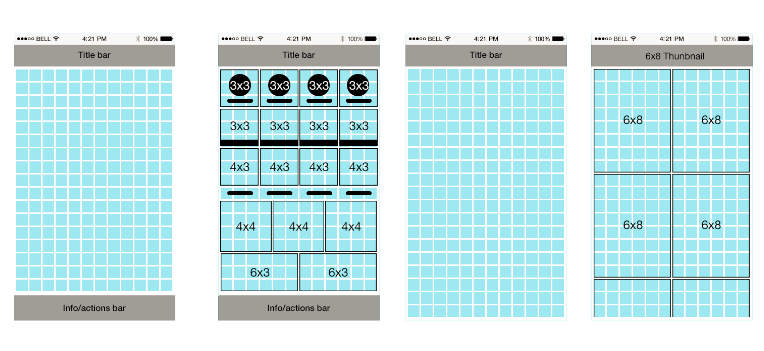 ●●●○○ BELL 4:21 PM 100%
Title bar
Info/actions bar
●●●○○ BELL 4:21 PM 100%
Title bar
3x3 3x3 3x3 3x3
3x3 3x3 3x3 3x3
4x3 4x3 4x3 4x3
4x4 4x4 4x4
6x3 6x3
Info/actions bar
●●●○○ BELL 4:21 PM 100%
Title bar
●●●○○ BELL 4:21 PM 100%
6x8 Thunbnail
6x8 6x8
6x8 6x8